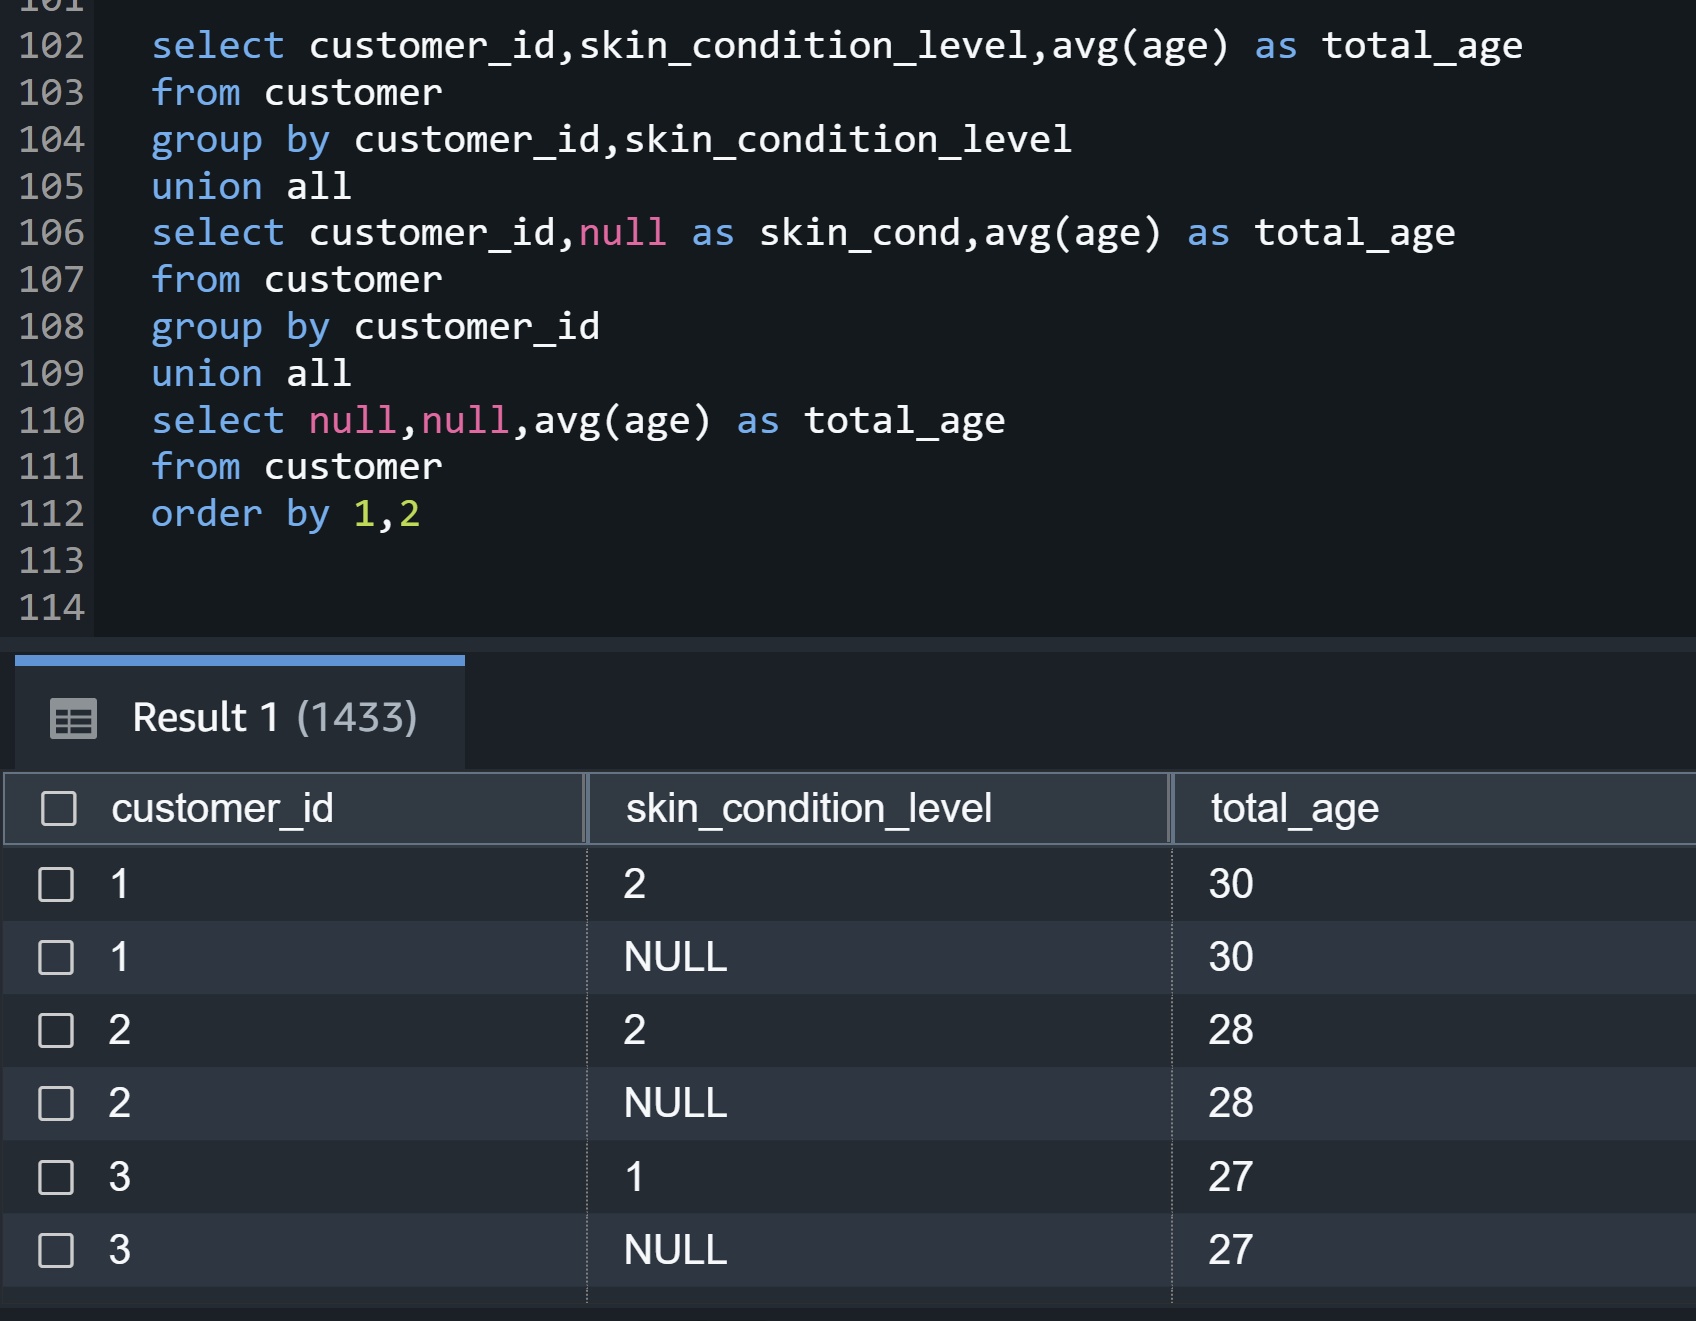 101
102 select customer_id,skin_condition_level,avg(age) as total_age
103 from customer
104 group by customer_id,skin_condition_level
105 union all
106 select customer_id,null as skin_cond,avg(age) as total_age
107 from customer
108 group by customer_id
109 union all
110 select null,null,avg(age) as total_age
111 from customer
112 order by 1,2
113
114
Result 1 (1433)
customer_id skin_condition_level total_age
1 2 30
1 NULL 30
2 2 28
2 NULL 28
3 1 27
3 NULL 27